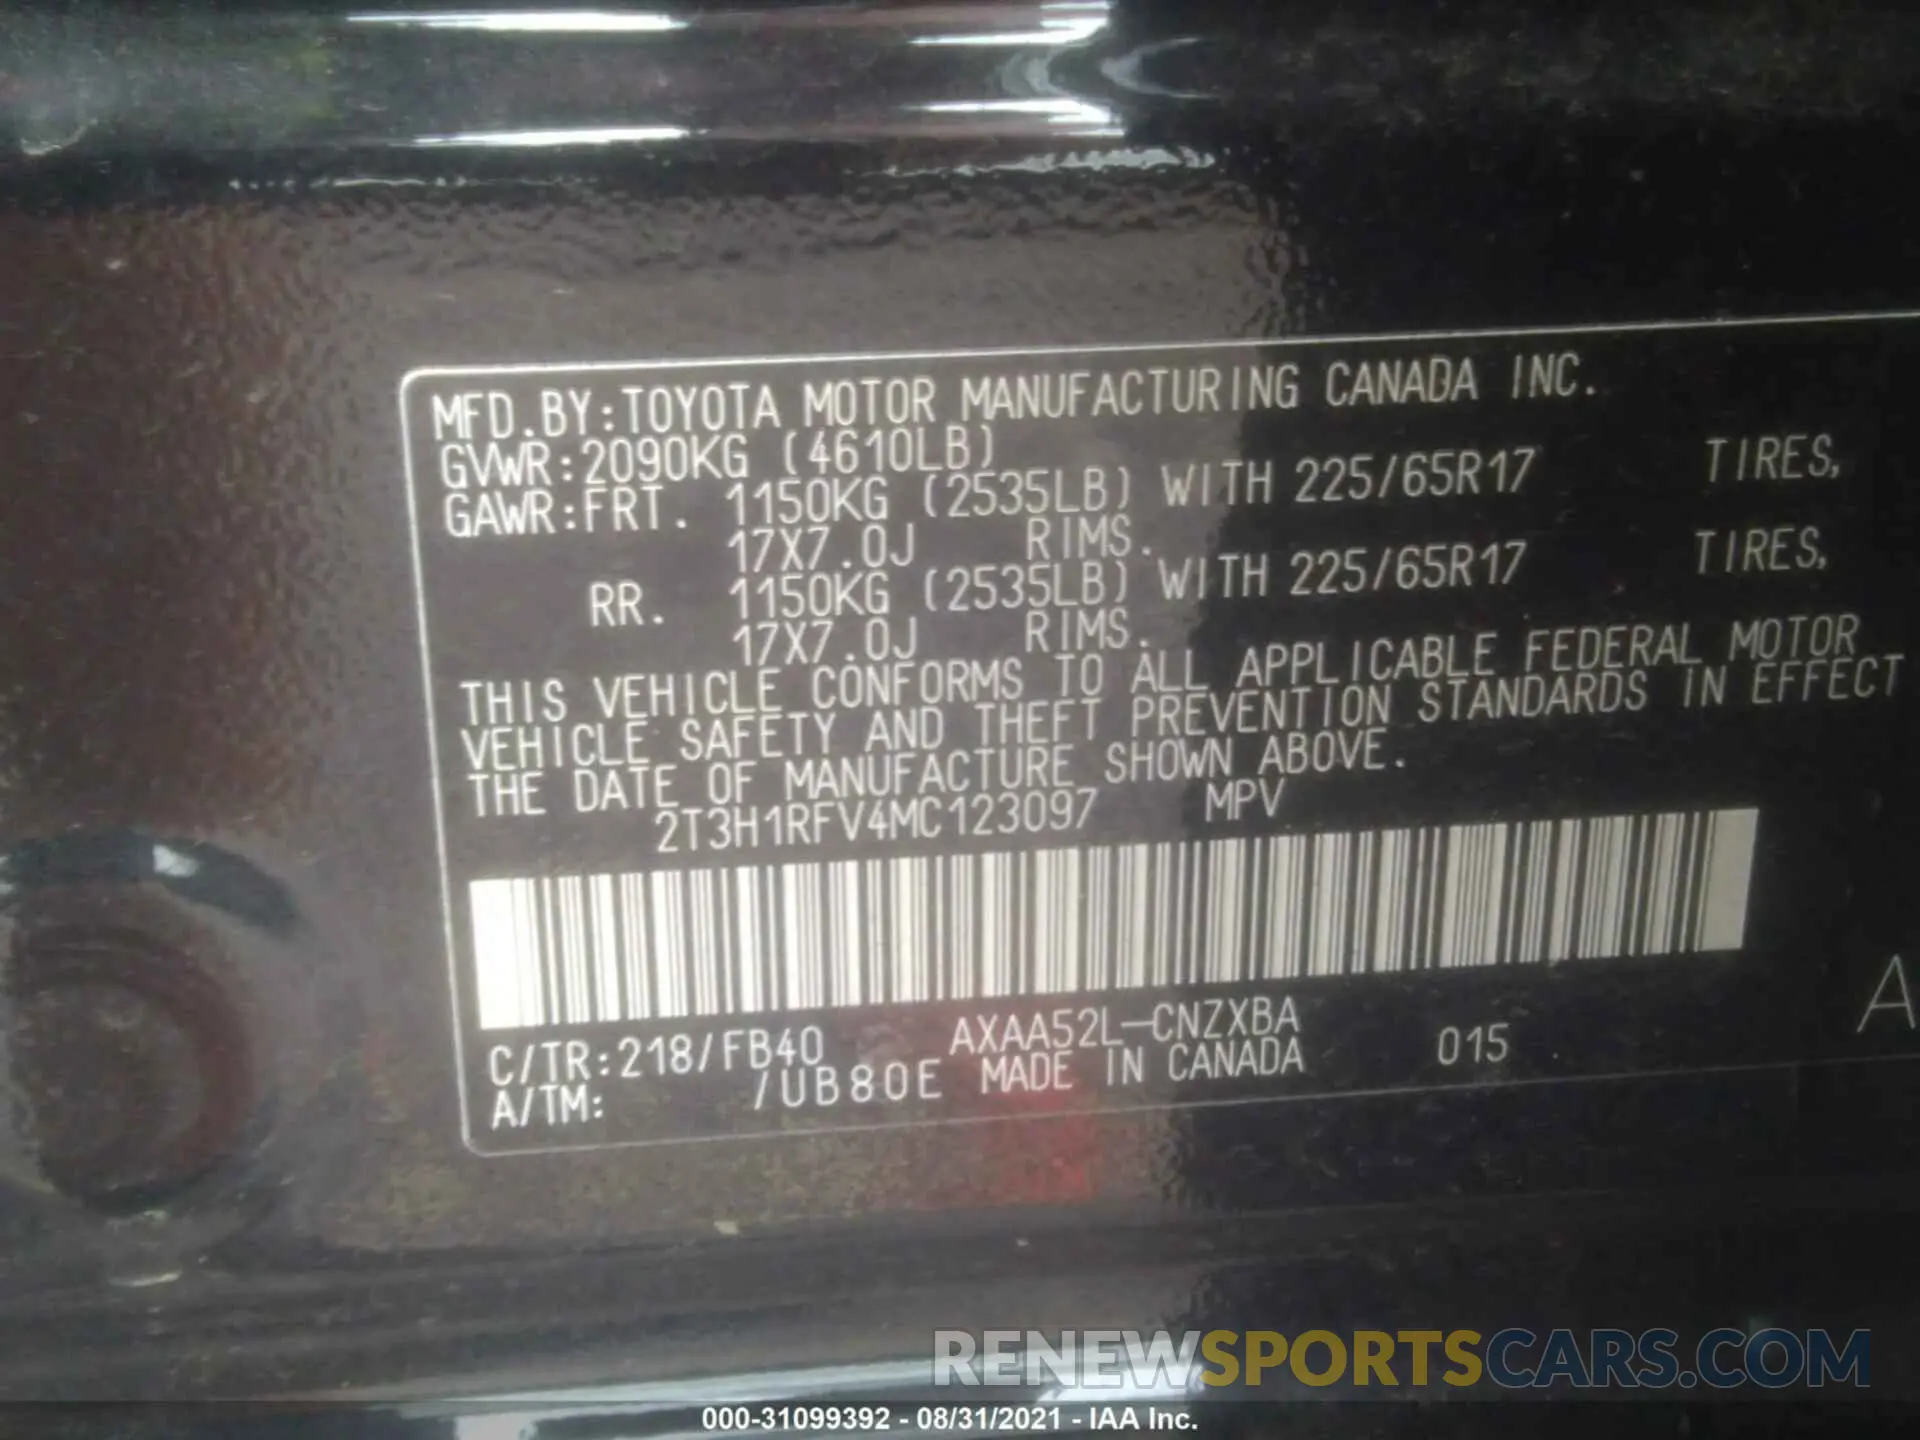 MFD.BY:TOYOTA MOTOR MANUFACTURING CANADA INC.
GVWR:2090KG (4610LB)
GAWR:FRT. 1150KG (2535LB) WITH 225/65R17 TIRES,
17X7.0J RIMS.
RR. 1150KG (2535LB) WITH 225/65R17 TIRES,
17X7.0J RIMS.
THIS VEHICLE CONFORMS TO ALL APPLICABLE FEDERAL MOTOR
VEHICLE SAFETY AND THEFT PREVENTION STANDARDS IN EFFECT
THE DATE OF MANUFACTURE SHOWN ABOVE.
2T3H1RFV4MC123097 MPV
C/TR:218/FB40 AXAA52L-CNZXBA 015 A
A/TM: /UB80E MADE IN CANADA
RENEWSPORTSCARS.COM
000-31099392 - 08/31/2021 - IAA Inc.